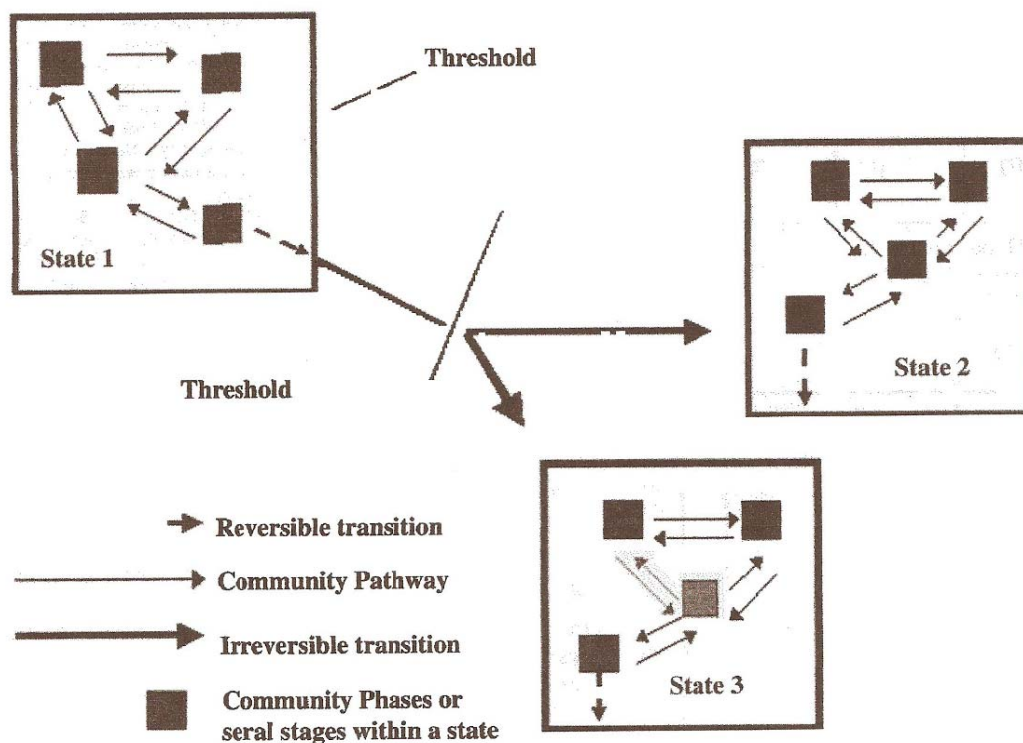 Threshold
State 1
State 2
Threshold
Reversible transition
Community Pathway
Irreversible transition
Community Phases or
seral stages within a state
State 3